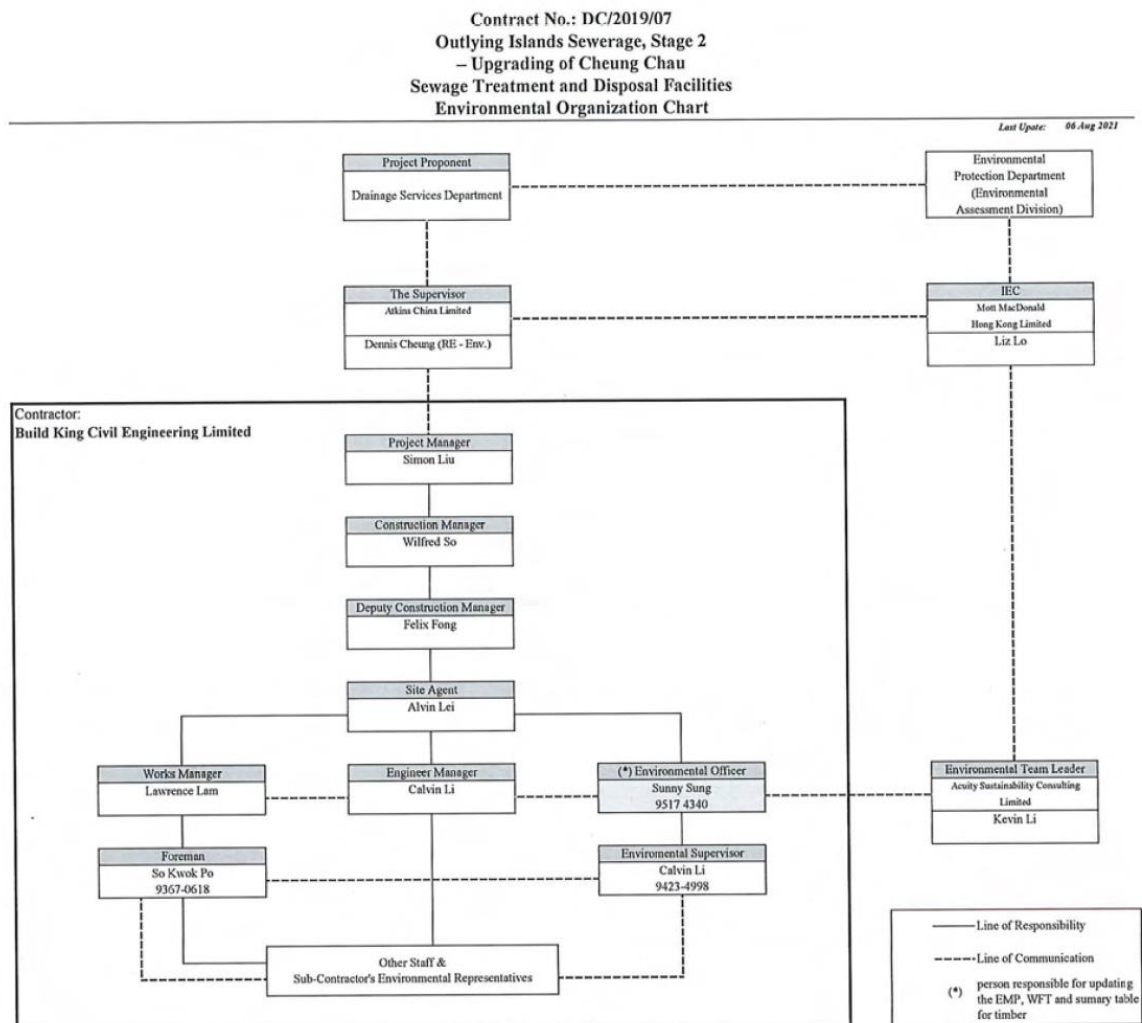 Contract No.: DC/2019/07
Outlying Islands Sewerage, Stage 2
– Upgrading of Cheung Chau
Sewage Treatment and Disposal Facilities
Environmental Organization Chart
Last Upate: 06 Aug 2021
Project Proponent
Drainage Services Department
Environmental
Protection Department
(Environmental
Assessment Division)
The Supervisor
Atkins China Limited
Dennis Cheung (RE - Env.)
IEC
Mott MacDonald
Hong Kong Limited
Liz Lo
Contractor:
Build King Civil Engineering Limited
Project Manager
Simon Liu
Construction Manager
Wilfred So
Deputy Construction Manager
Felix Fong
Site Agent
Alvin Lei
Works Manager
Lawrence Lam
Engineer Manager
Calvin Li
(*) Environmental Officer
Sunny Sung
9517 4340
Environmental Team Leader
Acuity Sustainability Consulting
Limited
Kevin Li
Foreman
So Kwok Po
9367-0618
Enviromental Supervisor
Calvin Li
9423-4998
Other Staff &
Sub-Contractor's Environmental Representatives
Line of Responsibility
Line of Communication
(*) person responsible for updating
the EMP, WFT and sumary table
for timber